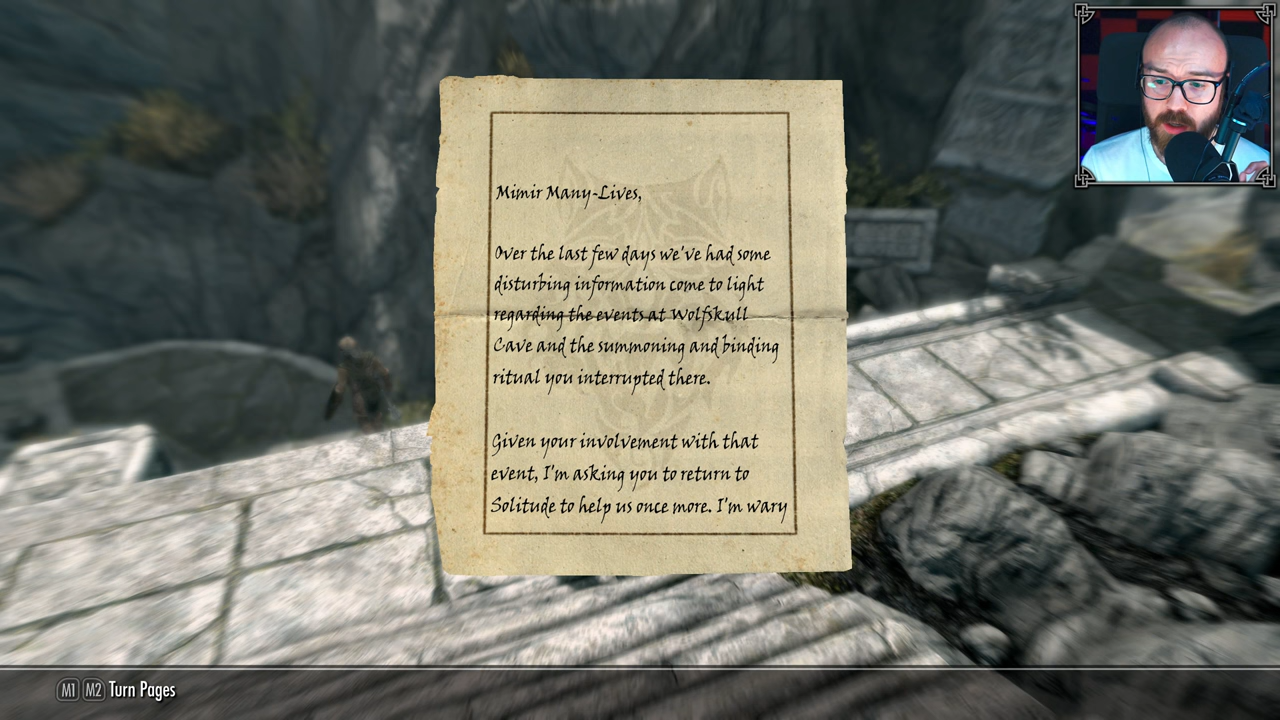 Mimir Many-Lives,
Over the last few days we've had some
disturbing information come to light
regarding the events at Wolfskull
Cave and the summoning and binding
ritual you interrupted there.
Given your involvement with that
event, I'm asking you to return to
Solitude to help us once more. I'm wary
M1 M2 Turn Pages